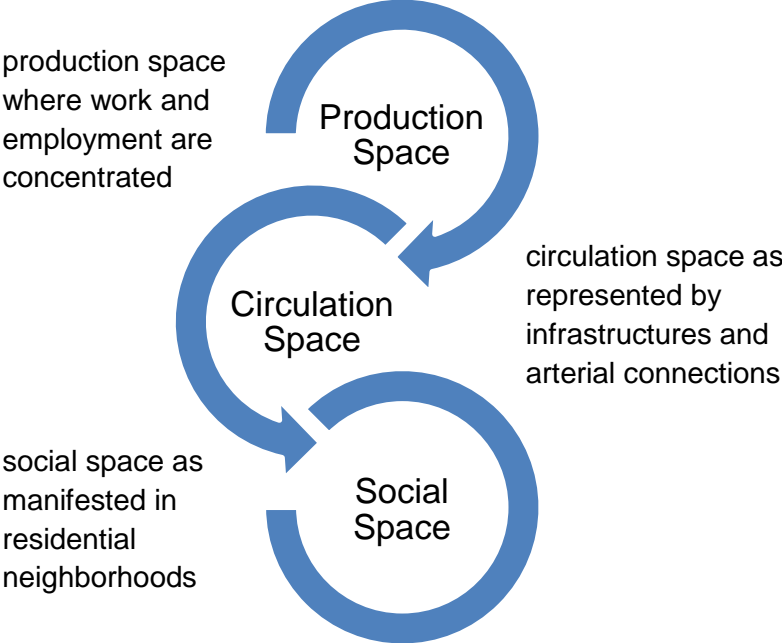 production space
where work and
employment are
concentrated
Production
Space
circulation space as
represented by
infrastructures and
arterial connections
Circulation
Space
social space as
manifested in
residential
neighborhoods
Social
Space